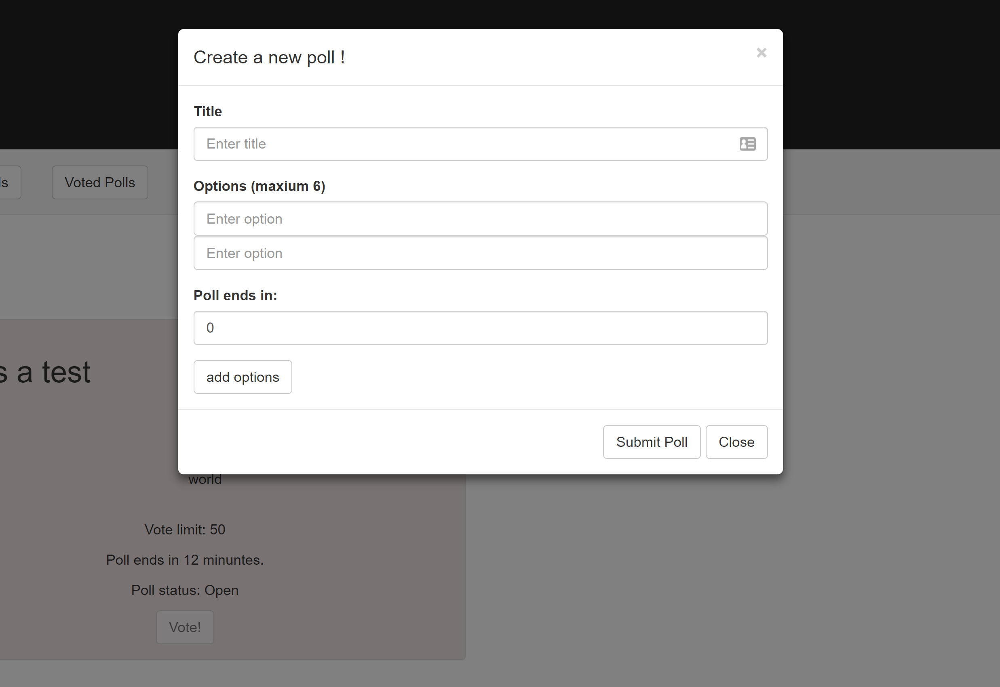 Create a new poll !
×
Title
Enter title
Options (maxium 6)
Enter option
Enter option
Poll ends in:
0
add options
Submit Poll
Close
Voted Polls
a test
world
Vote limit: 50
Poll ends in 12 minuntes.
Poll status: Open
Vote!